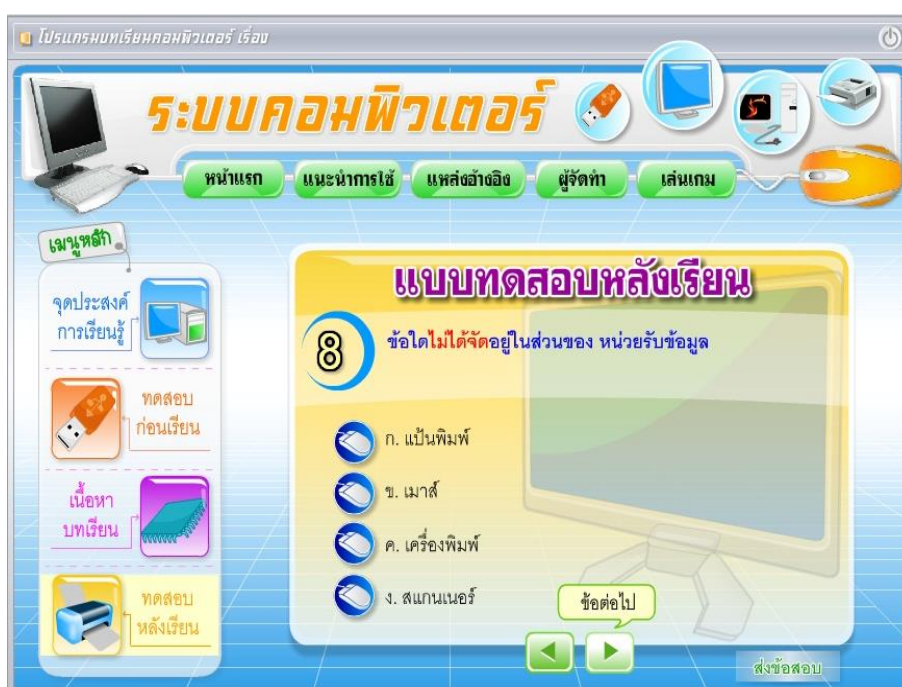 โปรแกรมบทเรียนคอมพิวเตอร์ เรื่อง
ระบบคอมพิวเตอร์
หน้าแรก
แนะนำการใช้
แหล่งอ้างอิง
ผู้จัดทำ
เล่นเกม
เมนูหลัก
จุดประสงค์
การเรียนรู้
ทดสอบ
ก่อนเรียน
เนื้อหา
บทเรียน
ทดสอบ
หลังเรียน
แบบทดสอบหลังเรียน
8 ข้อใดไม่ได้จัดอยู่ในส่วนของ หน่วยรับข้อมูล
ก. แป้นพิมพ์
ข. เมาส์
ค. เครื่องพิมพ์
ง. สแกนเนอร์
ข้อต่อไป
ส่งข้อสอบ